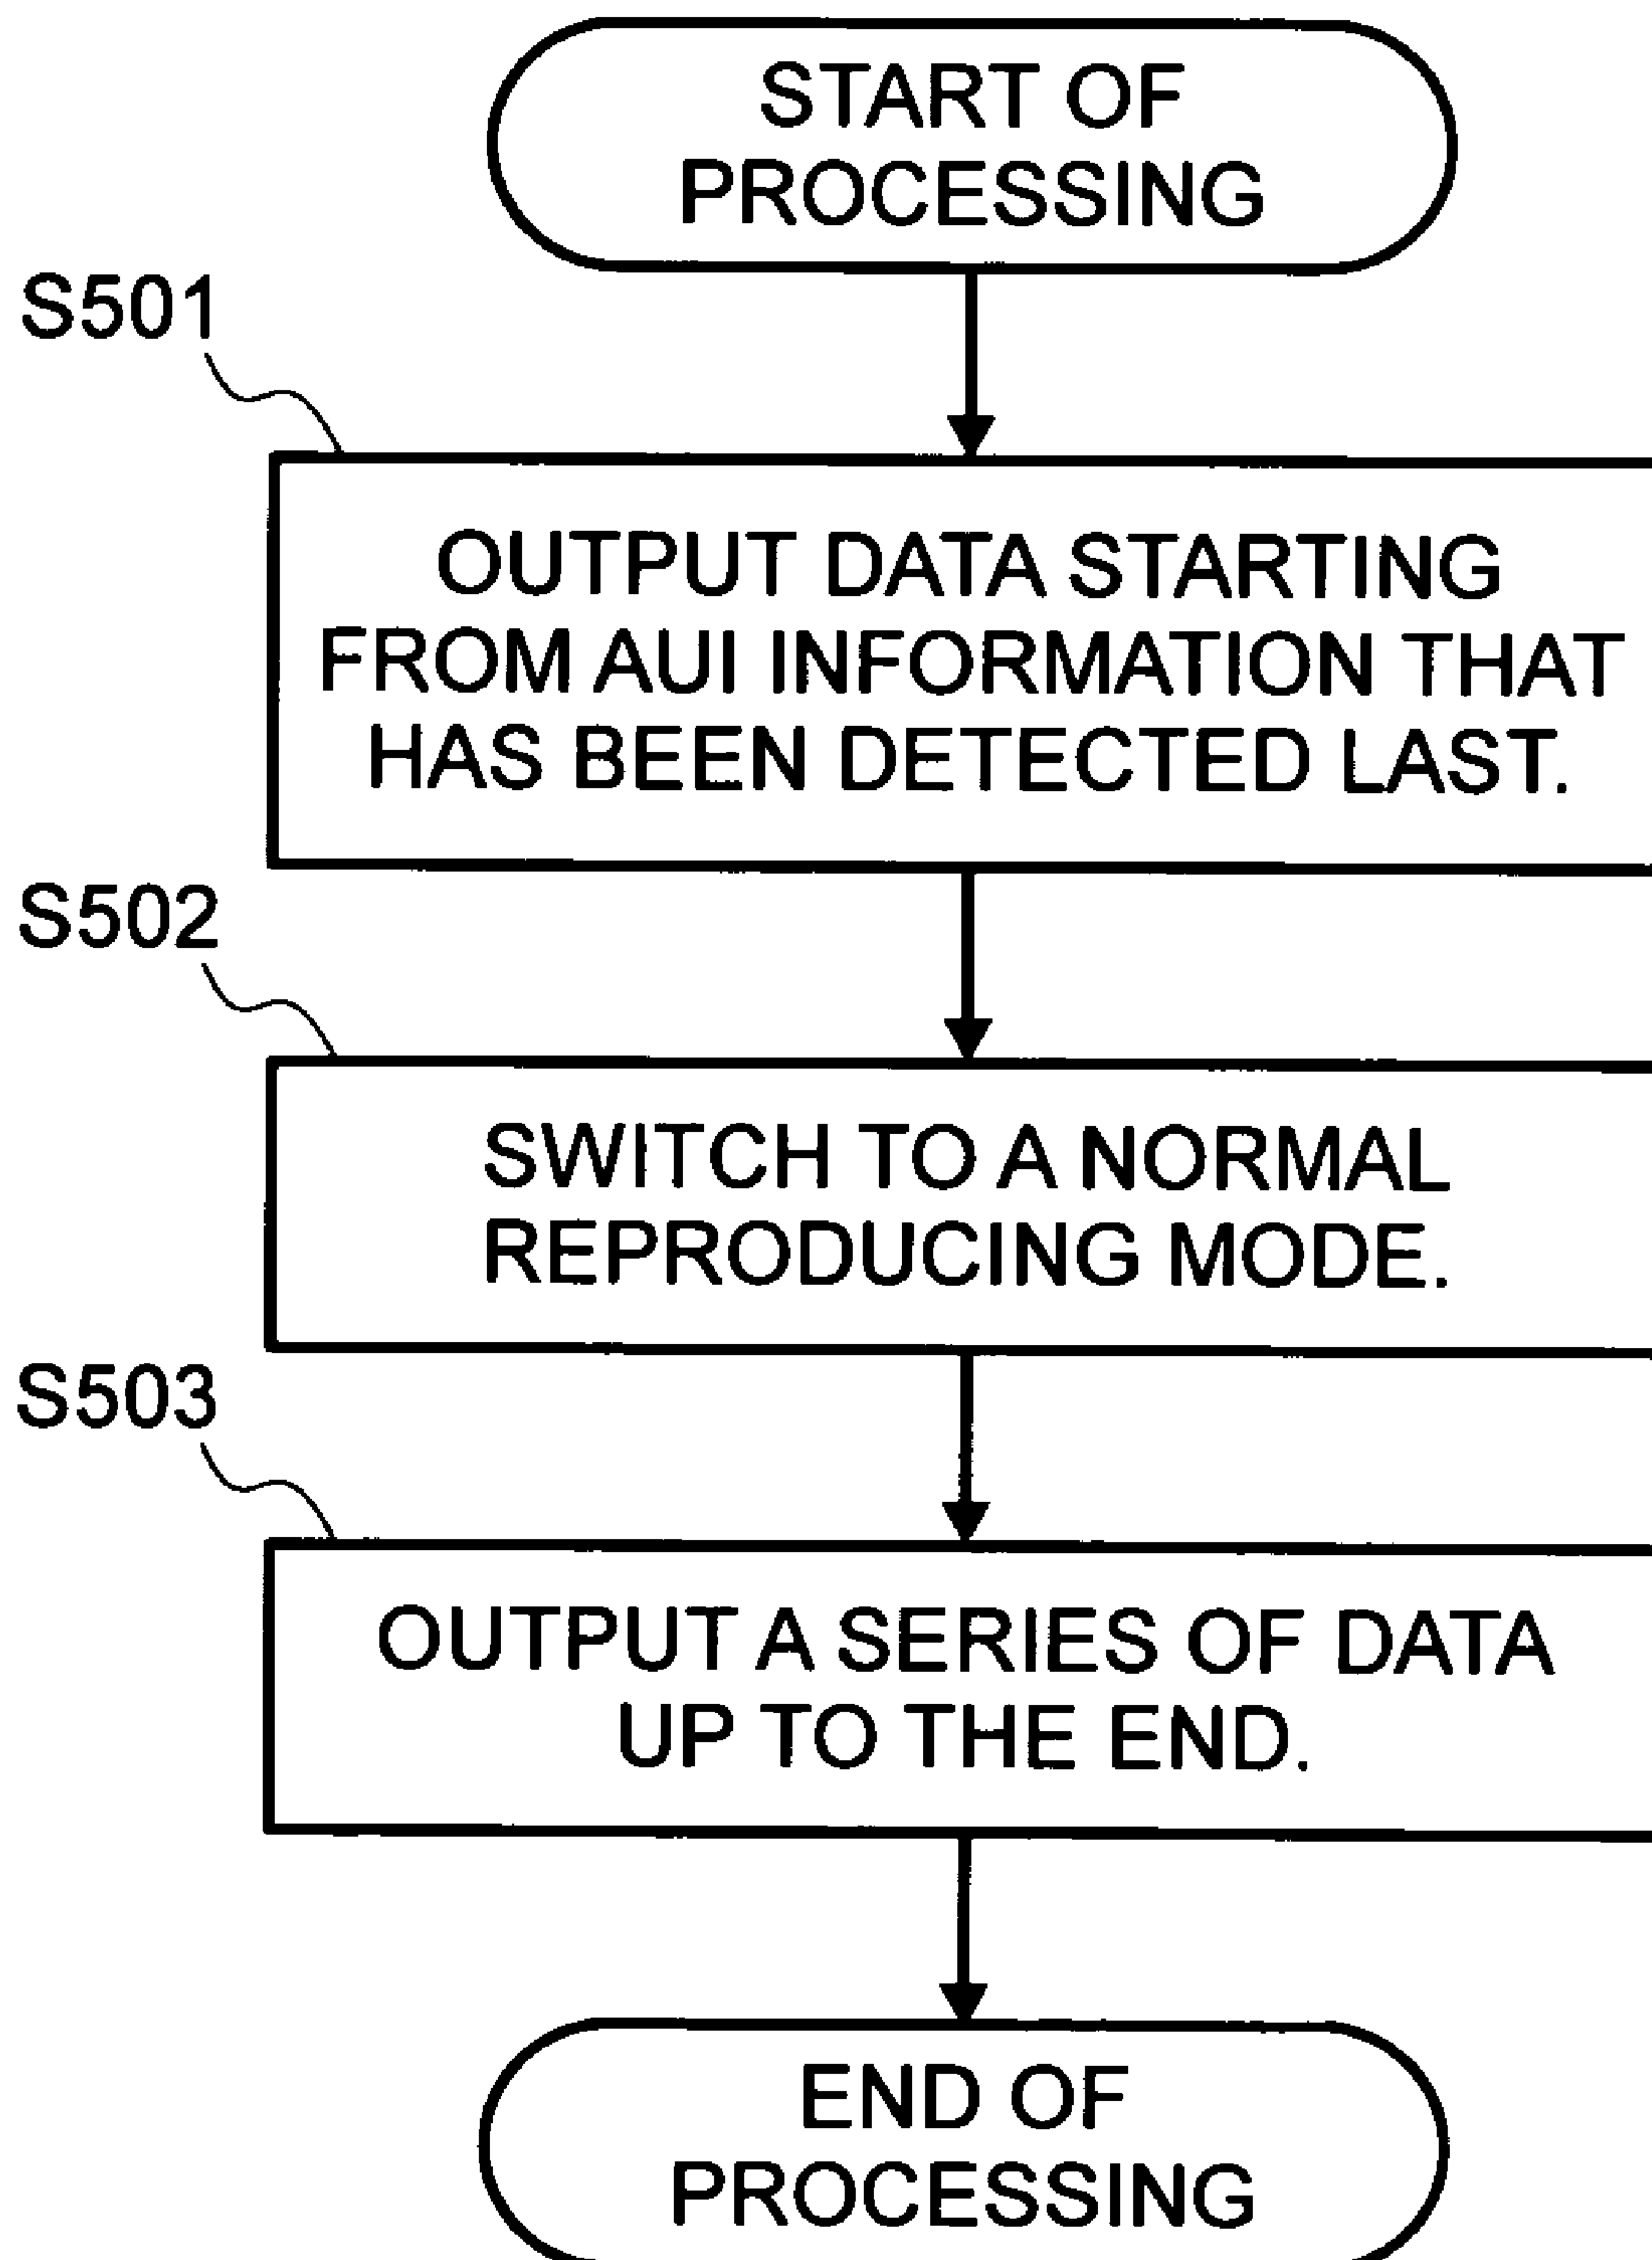 START OF
PROCESSING
S501
OUTPUT DATA STARTING
FROM AUI INFORMATION THAT
HAS BEEN DETECTED LAST.
S502
SWITCH TO A NORMAL
REPRODUCING MODE.
S503
OUTPUT A SERIES OF DATA
UP TO THE END.
END OF
PROCESSING